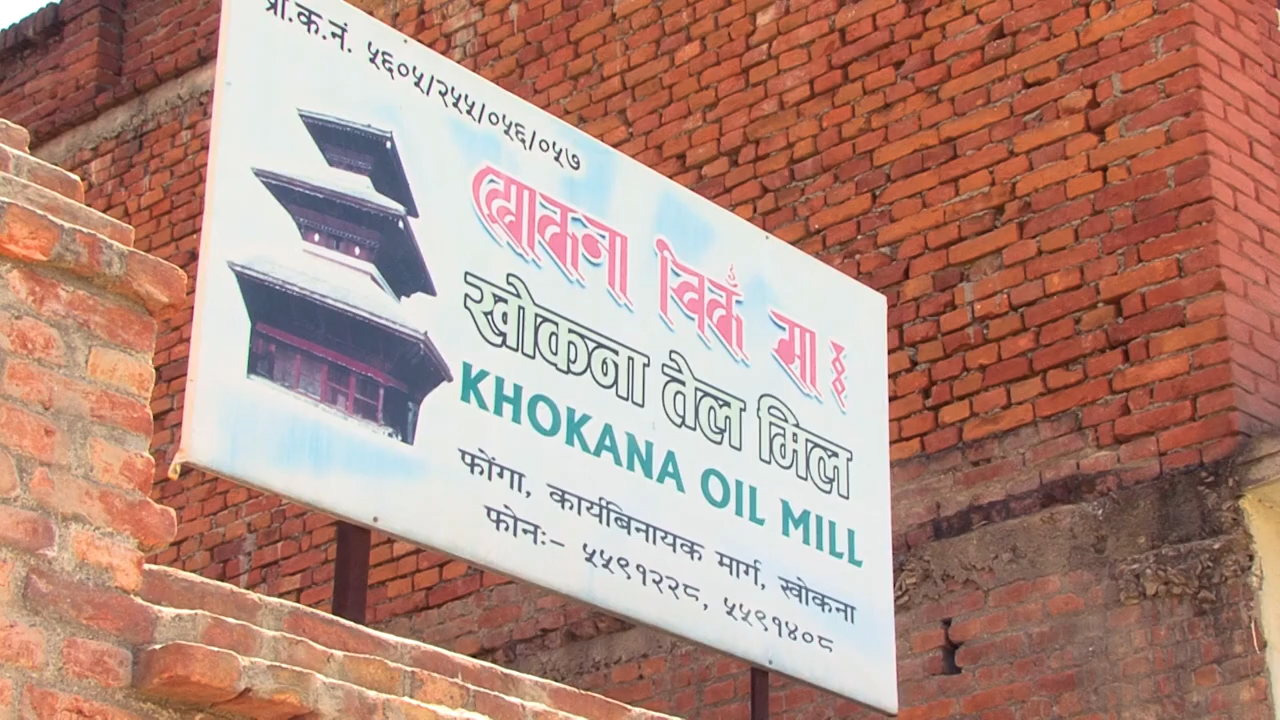 प्रा.क.नं. ५६०५/२५५/०५६/०५७
खोकना तेल मिल
KHOKANA OIL MILL
फोंगा, कार्यबिनायक मार्ग, खोकना
फोनः– ५५९१२२८, ५५९१४०८